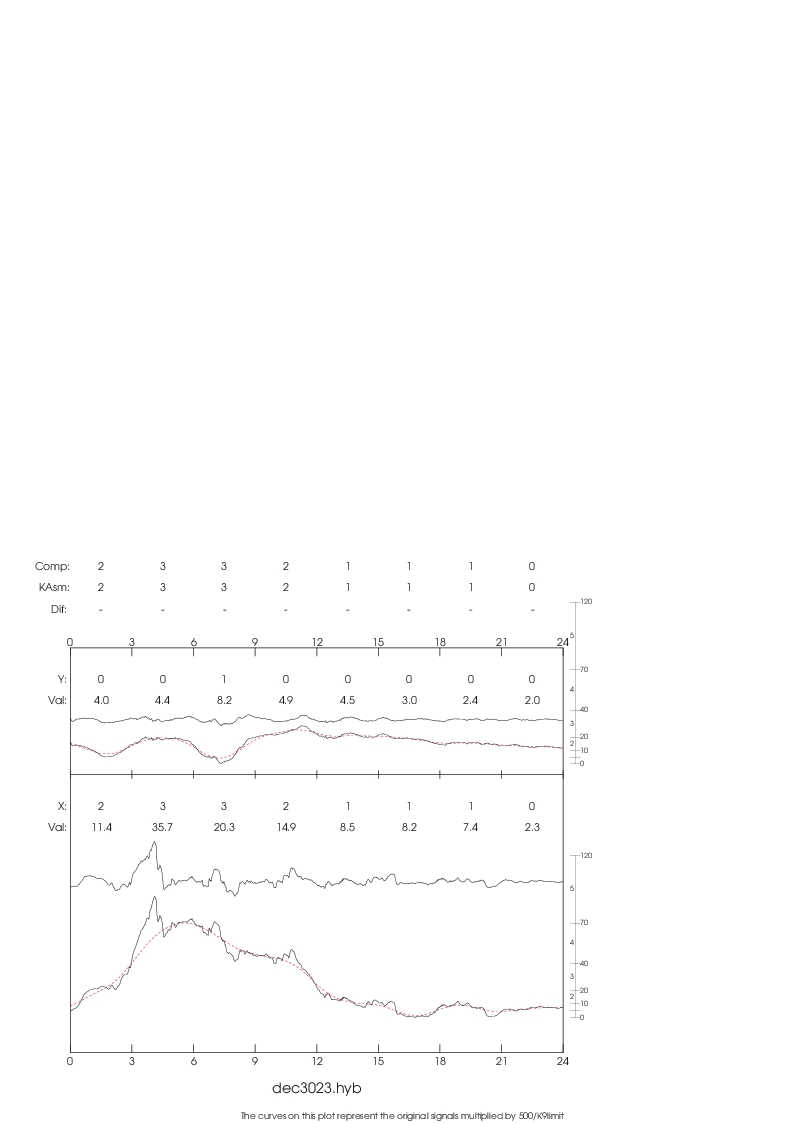 Comp: 2 3 3 2 1 1 1 0
KAsm: 2 3 3 2 1 1 1 0
Dif: - - - - - - - -
120
0 3 6 9 12 15 18 21 24
5
Y: 0 0 1 0 0 0 0 0
70
4
Val: 4.0 4.4 8.2 4.9 4.5 3.0 2.4 2.0
40
3
20
2
10
0
X: 2 3 3 2 1 1 1 0
Val: 11.4 35.7 20.3 14.9 8.5 8.2 7.4 2.3
120
5
70
4
40
3
20
2
10
0
0 3 6 9 12 15 18 21 24
dec3023.hyb
The curves on this plot represent the original signals multiplied by 500/K9limit